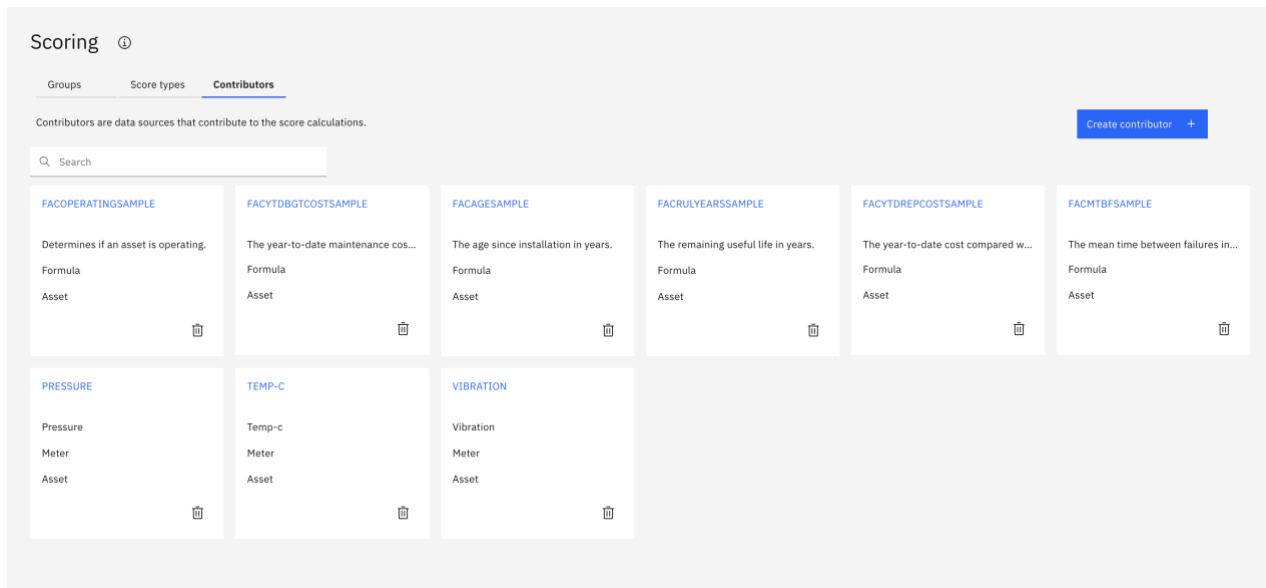 Scoring
Groups Score types Contributors
Contributors are data sources that contribute to the score calculations.
Create contributor +
Search
FACOPERATINGSAMPLE
Determines if an asset is operating.
Formula
Asset
FACYTDBGTCOSTSAMPLE
The year-to-date maintenance cos...
Formula
Asset
FACAGESAMPLE
The age since installation in years.
Formula
Asset
FACRULYEARSSAMPLE
The remaining useful life in years.
Formula
Asset
FACYTDREPCOSTSAMPLE
The year-to-date cost compared w...
Formula
Asset
FACMTBFSAMPLE
The mean time between failures in...
Formula
Asset
PRESSURE
Pressure
Meter
Asset
TEMP-C
Temp-c
Meter
Asset
VIBRATION
Vibration
Meter
Asset